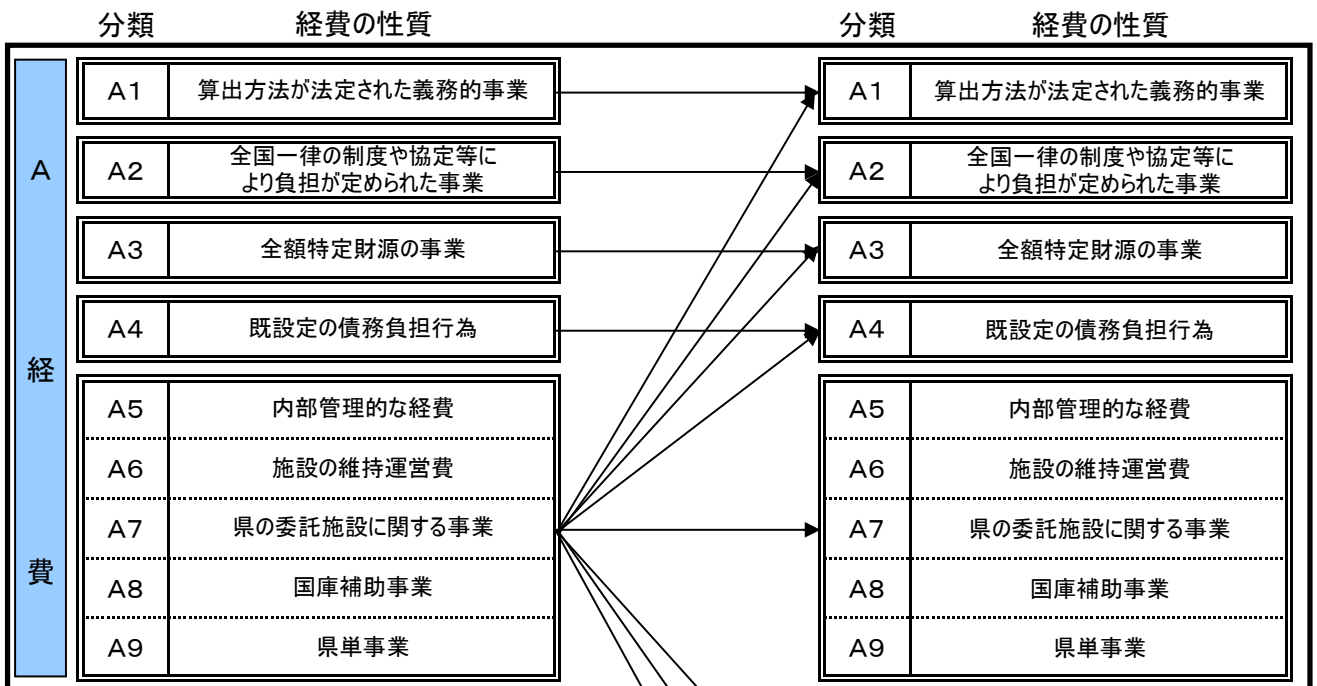 分類 経費の性質 分類 経費の性質
A1 算出方法が法定された義務的事業 A1 算出方法が法定された義務的事業
A 経 費
A2 全国一律の制度や協定等に
より負担が定められた事業
A2 全国一律の制度や協定等に
より負担が定められた事業
A3 全額特定財源の事業 A3 全額特定財源の事業
A4 既設定の債務負担行為 A4 既設定の債務負担行為
A5 内部管理的な経費 A5 内部管理的な経費
A6 施設の維持運営費 A6 施設の維持運営費
A7 県の委託施設に関する事業 A7 県の委託施設に関する事業
A8 国庫補助事業 A8 国庫補助事業
A9 県単事業 A9 県単事業